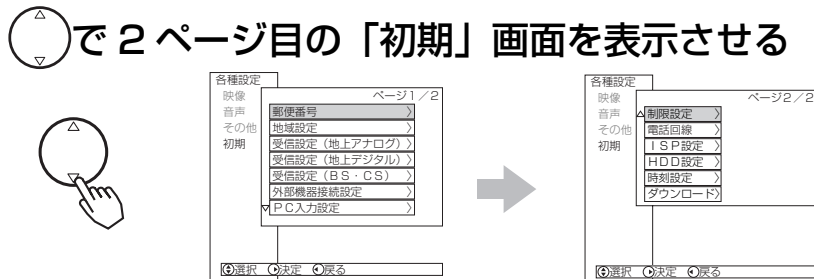 で2ページ目の「初期」画面を表示させる
各種設定
映像
音声
その他
初期
ページ1／2
郵便番号
地域設定
受信設定（地上アナログ）
受信設定（地上デジタル）
受信設定（BS・CS）
外部機器接続設定
PC入力設定
選択 決定 戻る
各種設定
映像
音声
その他
初期
ページ2／2
制限設定
電話回線
ISP設定
HDD設定
時刻設定
ダウンロード
選択 決定 戻る